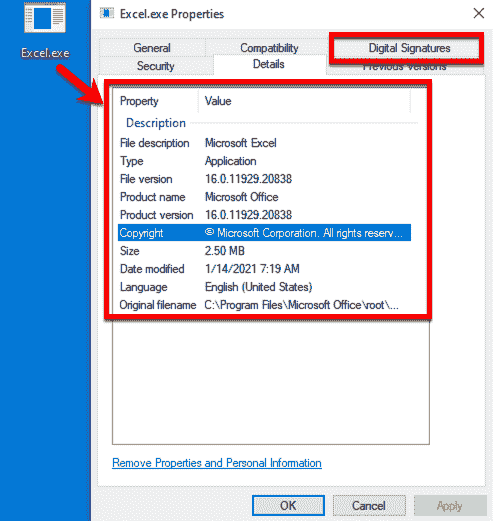 Excel.exe Properties
Excel.exe
General Compatibility Digital Signatures
Security Details Previous Versions
Property Value
Description
File description Microsoft Excel
Type Application
File version 16.0.11929.20838
Product name Microsoft Office
Product version 16.0.11929.20838
Copyright © Microsoft Corporation. All rights reserv...
Size 2.50 MB
Date modified 1/14/2021 7:19 AM
Language English (United States)
Original filename C:\Program Files\Microsoft Office\root\...
Remove Properties and Personal Information
OK Cancel Apply